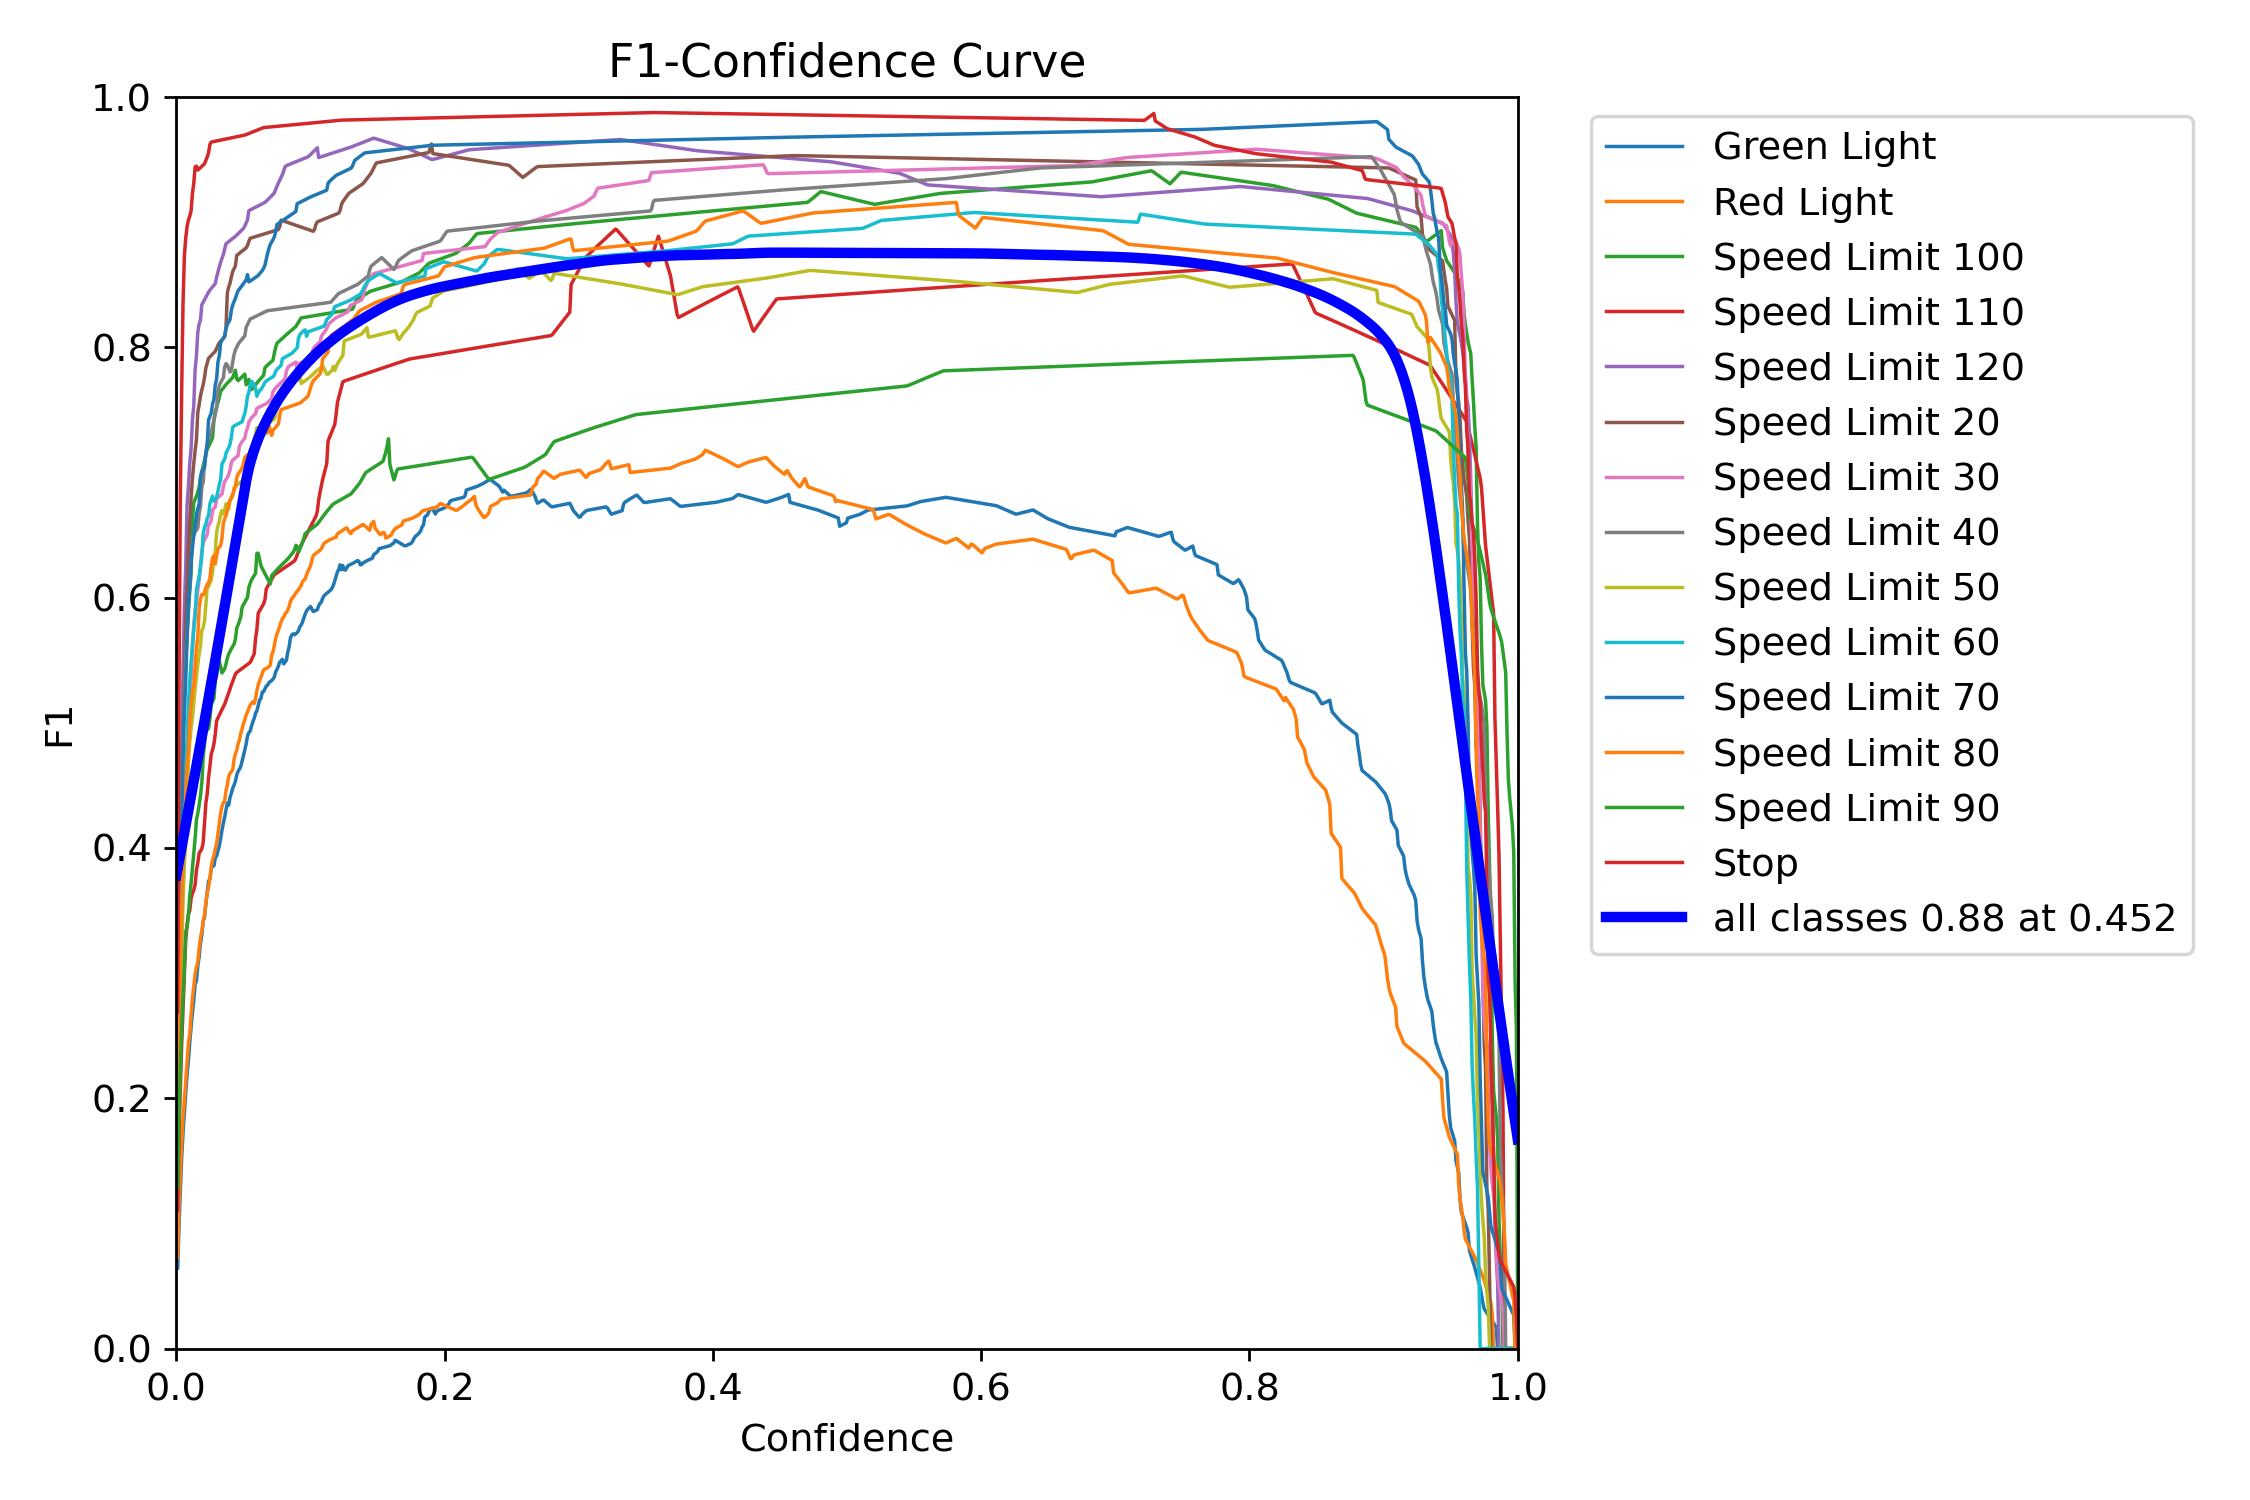 F1-Confidence Curve
1.0
0.8
0.6
0.4
0.2
0.0
F1
0.0 0.2 0.4 0.6 0.8 1.0
Confidence
Green Light
Red Light
Speed Limit 100
Speed Limit 110
Speed Limit 120
Speed Limit 20
Speed Limit 30
Speed Limit 40
Speed Limit 50
Speed Limit 60
Speed Limit 70
Speed Limit 80
Speed Limit 90
Stop
all classes 0.88 at 0.452